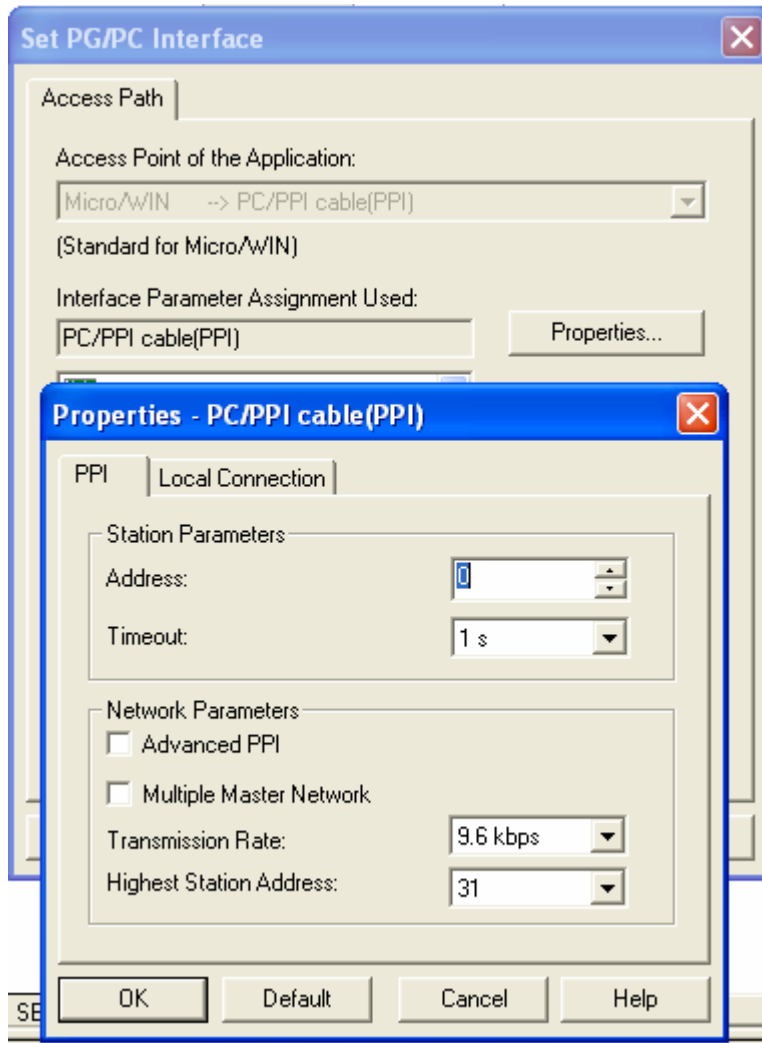 Set PG/PC Interface
Access Path
Access Point of the Application:
Micro/WIN --> PC/PPI cable(PPI)
(Standard for Micro/WIN)
Interface Parameter Assignment Used:
PC/PPI cable(PPI)
Properties...
Properties - PC/PPI cable(PPI)
PPI
Local Connection
Station Parameters
Address: 0
Timeout: 1 s
Network Parameters
Advanced PPI
Multiple Master Network
Transmission Rate: 9.6 kbps
Highest Station Address: 31
OK Default Cancel Help
SE